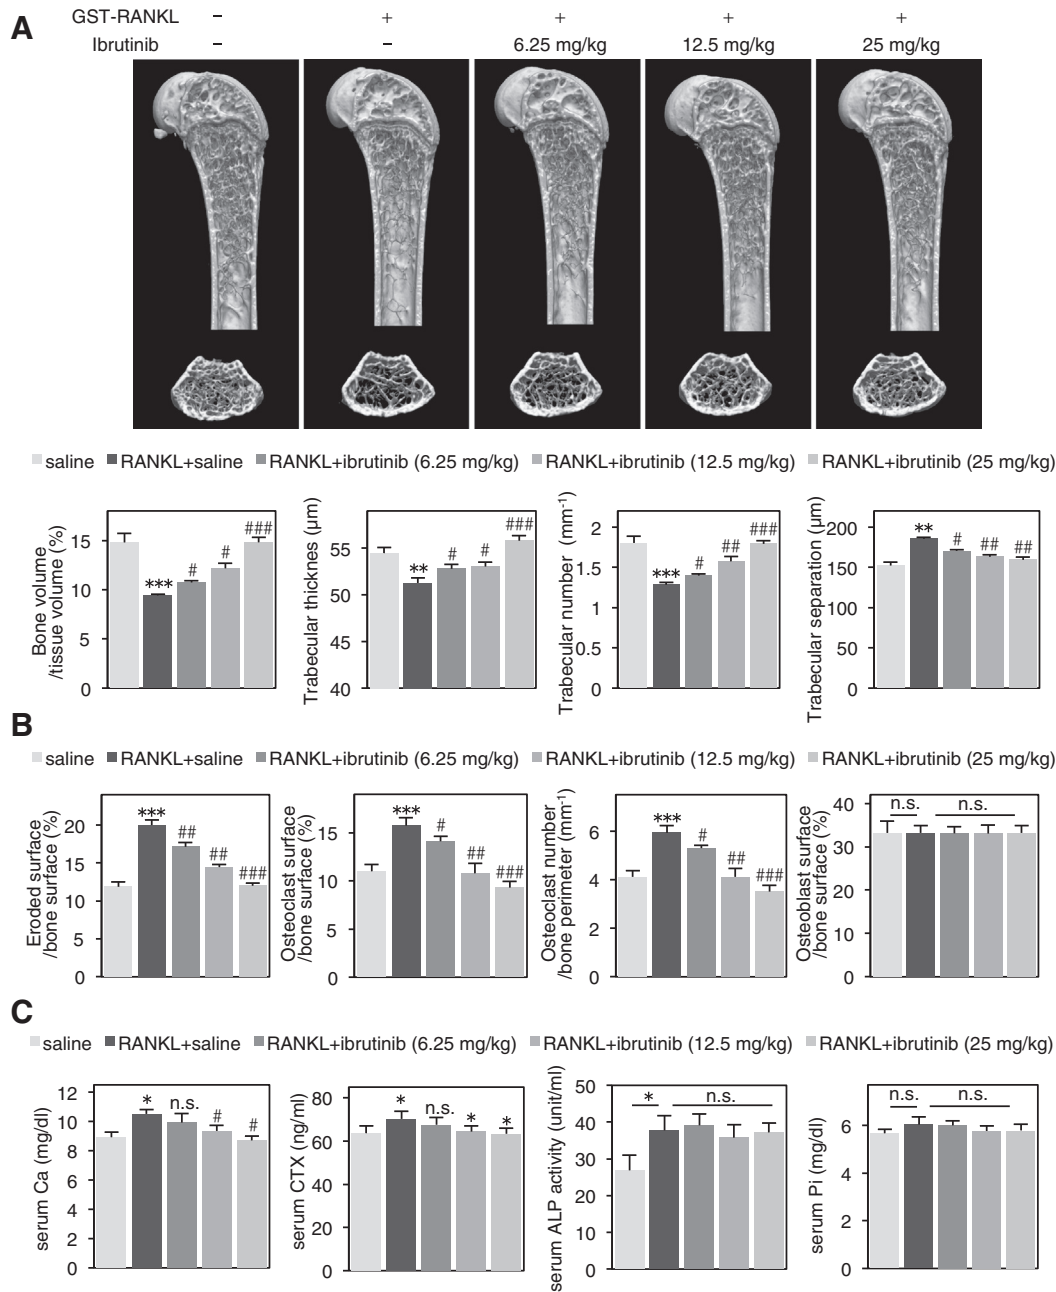 A
GST-RANKL – + + + +
Ibrutinib – – 6.25 mg/kg 12.5 mg/kg 25 mg/kg
saline RANKL+saline RANKL+ibrutinib (6.25 mg/kg) RANKL+ibrutinib (12.5 mg/kg) RANKL+ibrutinib (25 mg/kg)
Bone volume
/tissue volume (%)
15
10
5
0
*** # # ###
Trabecular thicknes (μm)
55
50
45
40
** # # ###
Trabecular number (mm-1)
2
1.5
1
0.5
0
*** # ## ###
Trabecular separation (μm)
200
150
100
50
0
** # ## ##
B
saline RANKL+saline RANKL+ibrutinib (6.25 mg/kg) RANKL+ibrutinib (12.5 mg/kg) RANKL+ibrutinib (25 mg/kg)
Eroded surface
/bone surface (%)
20
15
10
5
0
*** ## ## ###
Osteoclast surface
/bone surface (%)
15
10
5
0
*** # ## ###
Osteoclast number
/bone perimeter (mm-1)
6
4
2
0
*** # ## ###
Osteoblast surface
/bone surface (%)
40
30
20
10
0
n.s. n.s.
C
saline RANKL+saline RANKL+ibrutinib (6.25 mg/kg) RANKL+ibrutinib (12.5 mg/kg) RANKL+ibrutinib (25 mg/kg)
serum Ca (mg/dl)
12
10
8
6
4
2
0
* n.s. # #
serum CTX (ng/ml)
80
60
40
20
0
* n.s. * *
serum ALP activity (unit/ml)
50
40
30
20
10
0
* n.s.
serum Pi (mg/dl)
6
4
2
0
n.s. n.s.